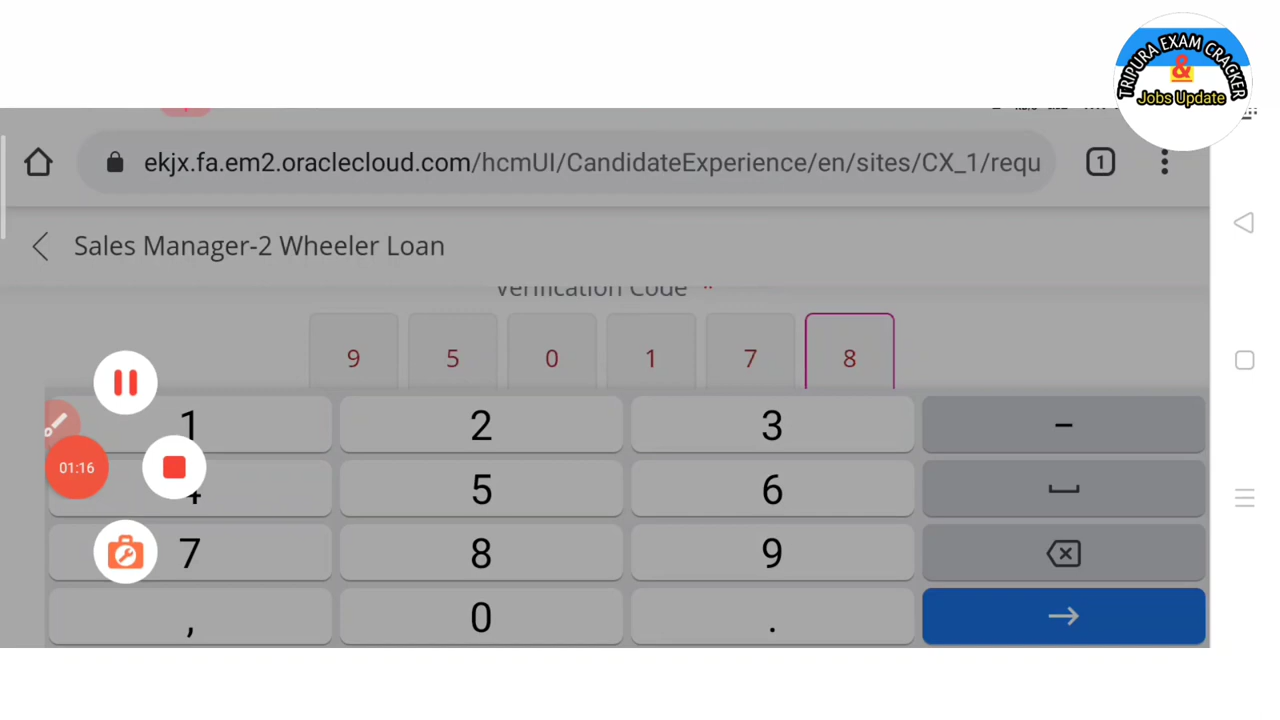 TRIPURA EXAM CRACKER
&
Jobs Update
ekjx.fa.em2.oraclecloud.com/hcmUI/CandidateExperience/en/sites/CX_1/requ
1
Sales Manager-2 Wheeler Loan
Verification Code *
9 5 0 1 7 8
1 2 3 -
01:16
4 5 6
7 8 9
, 0 .